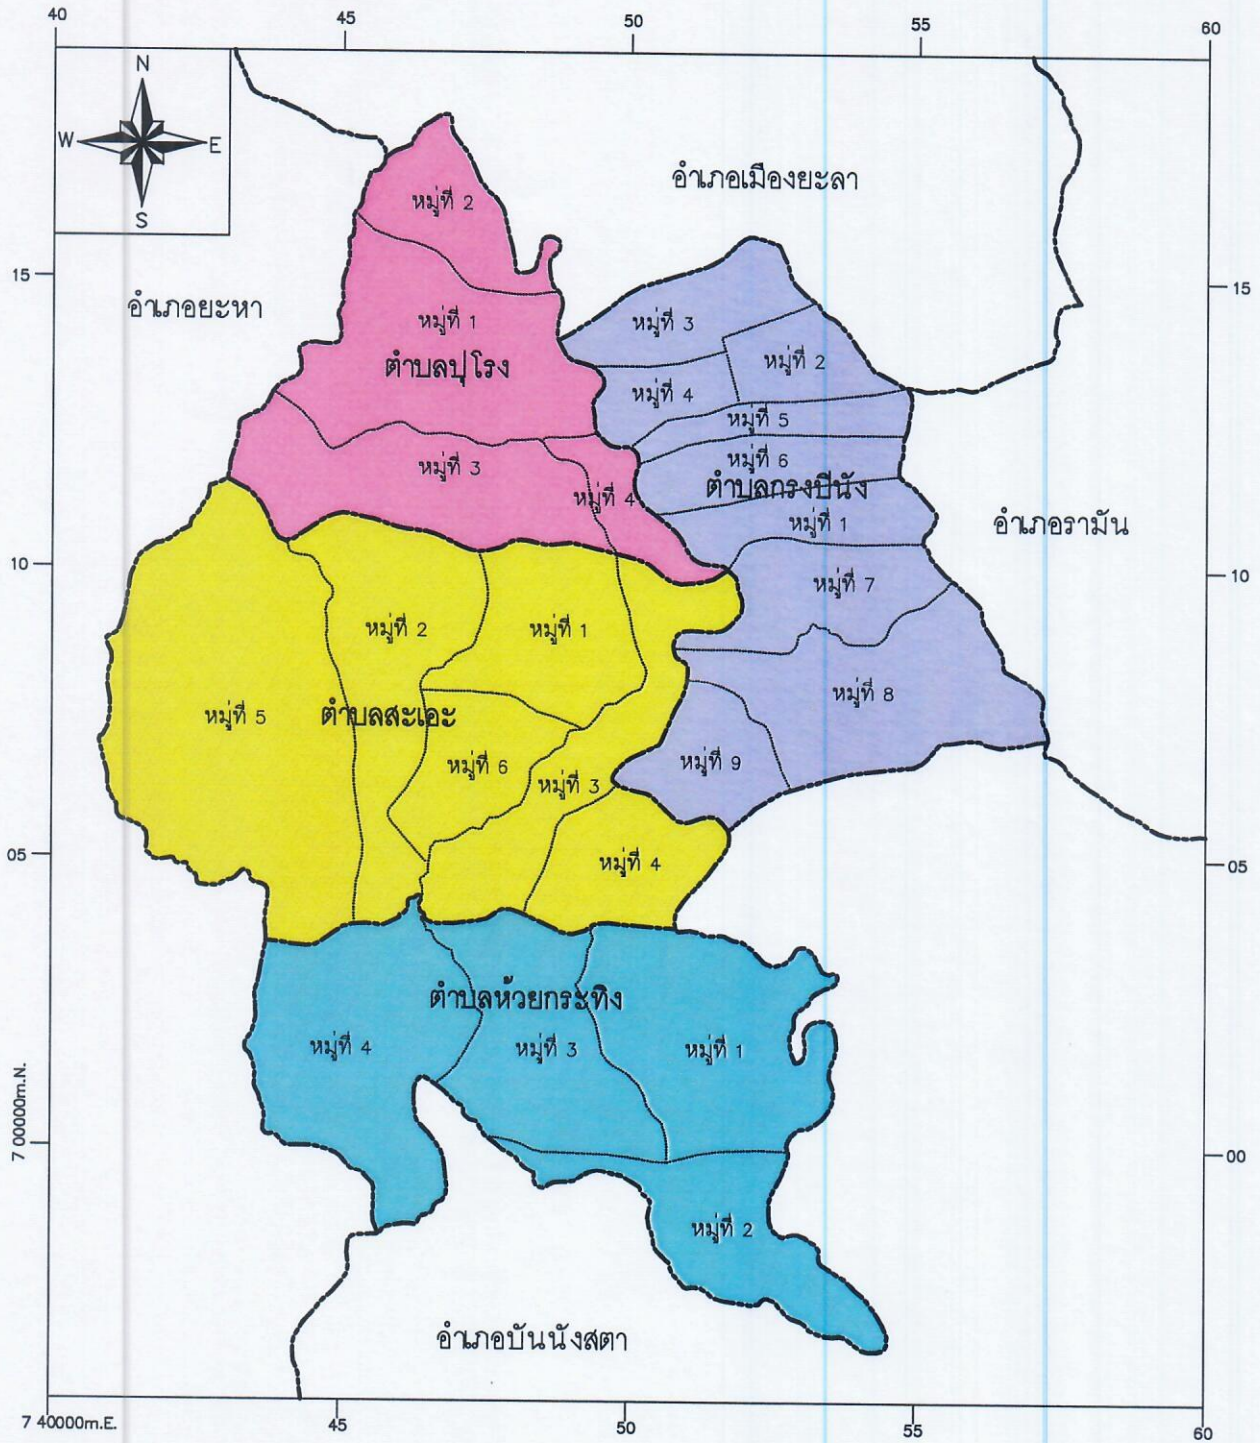 40
45
50
55
60
N
W
E
S
อำเภอเมืองยะลา
หมู่ที่ 2
15
15
อำเภอยะหา
หมู่ที่ 1
หมู่ที่ 3
ตำบลปุโรง
หมู่ที่ 2
หมู่ที่ 4
หมู่ที่ 5
หมู่ที่ 3
หมู่ที่ 6
ตำบลกรงปินัง
หมู่ที่ 4
หมู่ที่ 1
อำเภอรามัน
10
10
หมู่ที่ 7
หมู่ที่ 2
หมู่ที่ 1
หมู่ที่ 8
หมู่ที่ 5
ตำบลสะเอะ
หมู่ที่ 6
หมู่ที่ 9
หมู่ที่ 3
05
หมู่ที่ 4
05
ตำบลห้วยกระทิง
หมู่ที่ 4
หมู่ที่ 3
หมู่ที่ 1
7 00000m.N.
00
หมู่ที่ 2
อำเภอบันนังสตา
7 40000m.E.
45
50
55
60